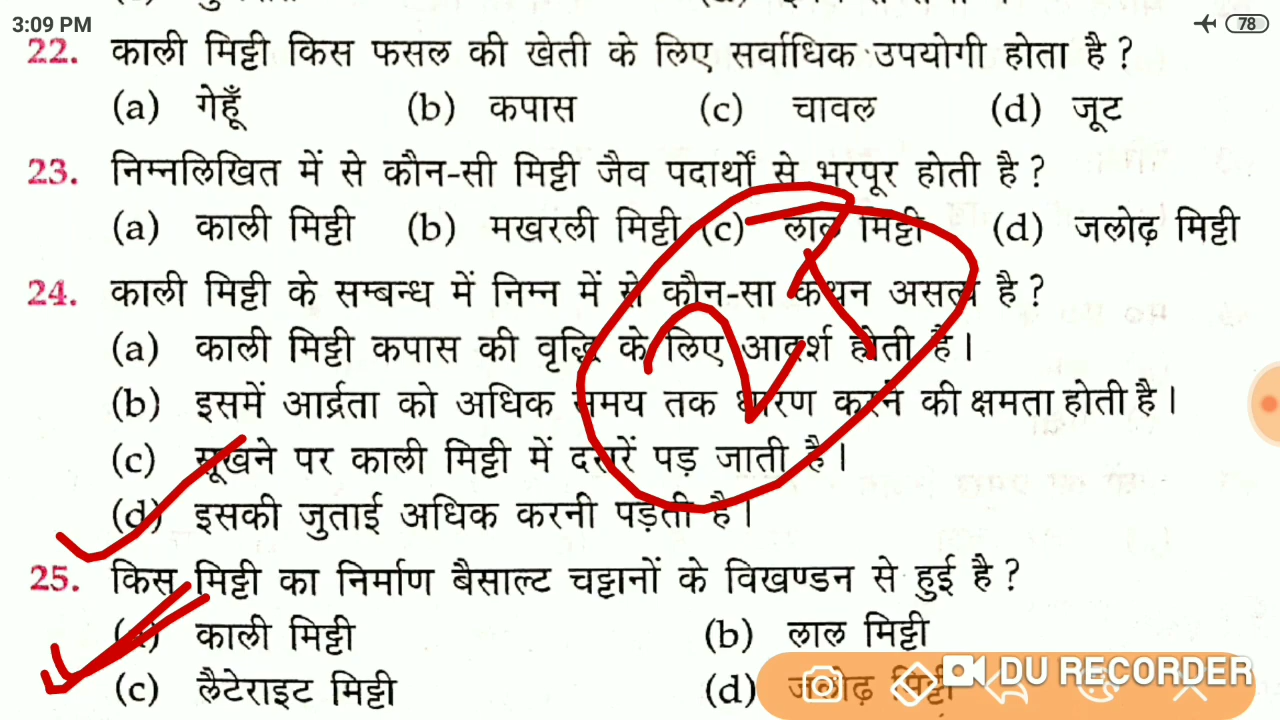 3:09 PM 78
22. काली मिट्टी किस फसल की खेती के लिए सर्वाधिक उपयोगी होता है ?
(a) गेहूँ (b) कपास (c) चावल (d) जूट
23. निम्नलिखित में से कौन-सी मिट्टी जैव पदार्थों से भरपूर होती है ?
(a) काली मिट्टी (b) मखरली मिट्टी (c) लाल मिट्टी (d) जलोढ़ मिट्टी
24. काली मिट्टी के सम्बन्ध में निम्न में से कौन-सा कथन असत्य है ?
(a) काली मिट्टी कपास की वृद्धि के लिए आदर्श होती है।
(b) इसमें आर्द्रता को अधिक समय तक धारण करने की क्षमता होती है।
(c) सूखने पर काली मिट्टी में दरारें पड़ जाती है।
(d) इसकी जुताई अधिक करनी पड़ती है।
25. किस मिट्टी का निर्माण बैसाल्ट चट्टानों के विखण्डन से हुई है ?
(a) काली मिट्टी (b) लाल मिट्टी
(c) लैटेराइट मिट्टी (d) जलोढ़ मिट्टी
DU RECORDER